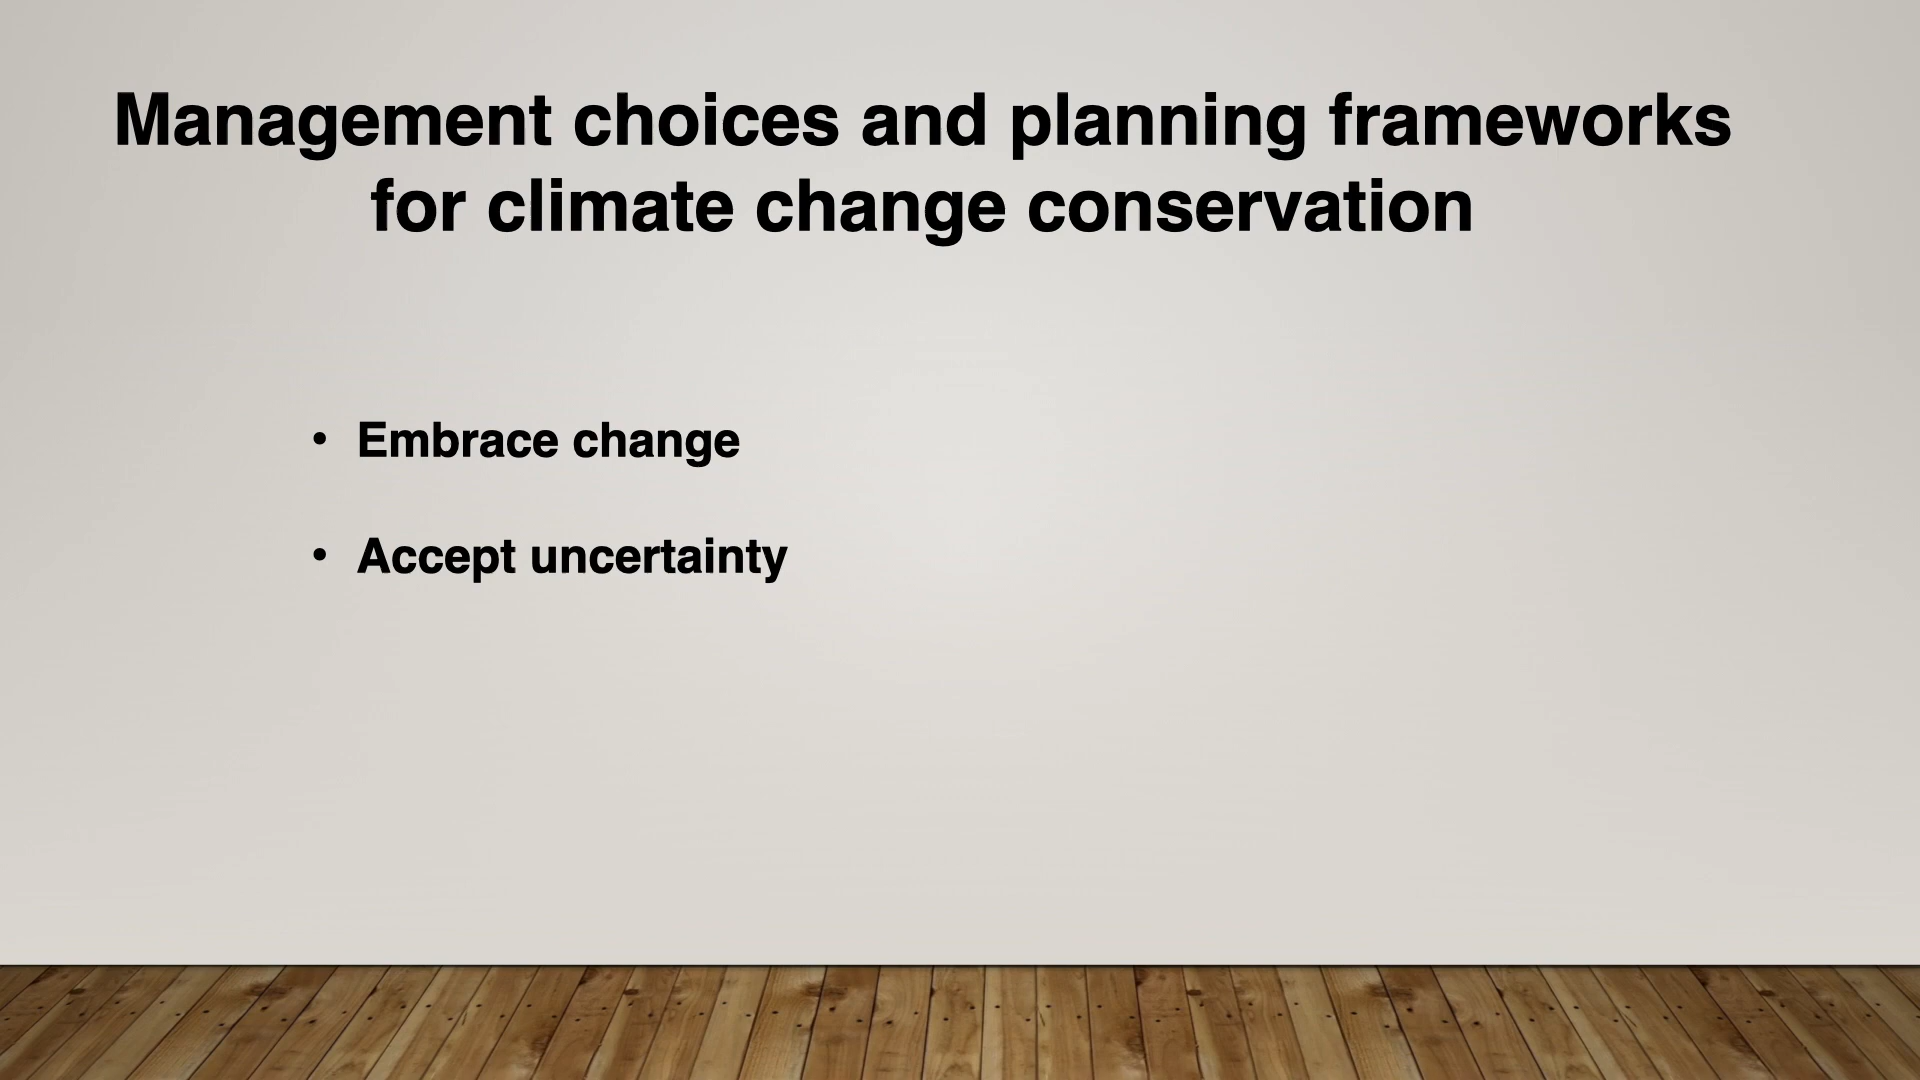 Management choices and planning frameworks
for climate change conservation
• Embrace change
• Accept uncertainty